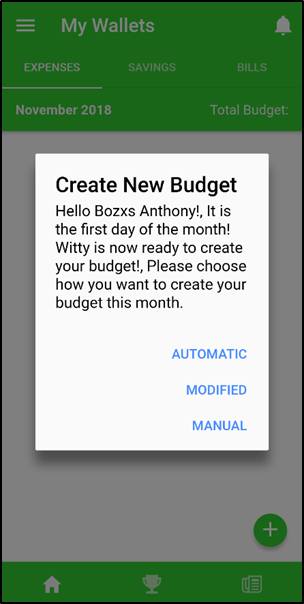 My Wallets
EXPENSES SAVINGS BILLS
November 2018 Total Budget:
Create New Budget
Hello Bozxs Anthony!, It is
the first day of the month!
Witty is now ready to create
your budget!, Please choose
how you want to create your
budget this month.
AUTOMATIC
MODIFIED
MANUAL